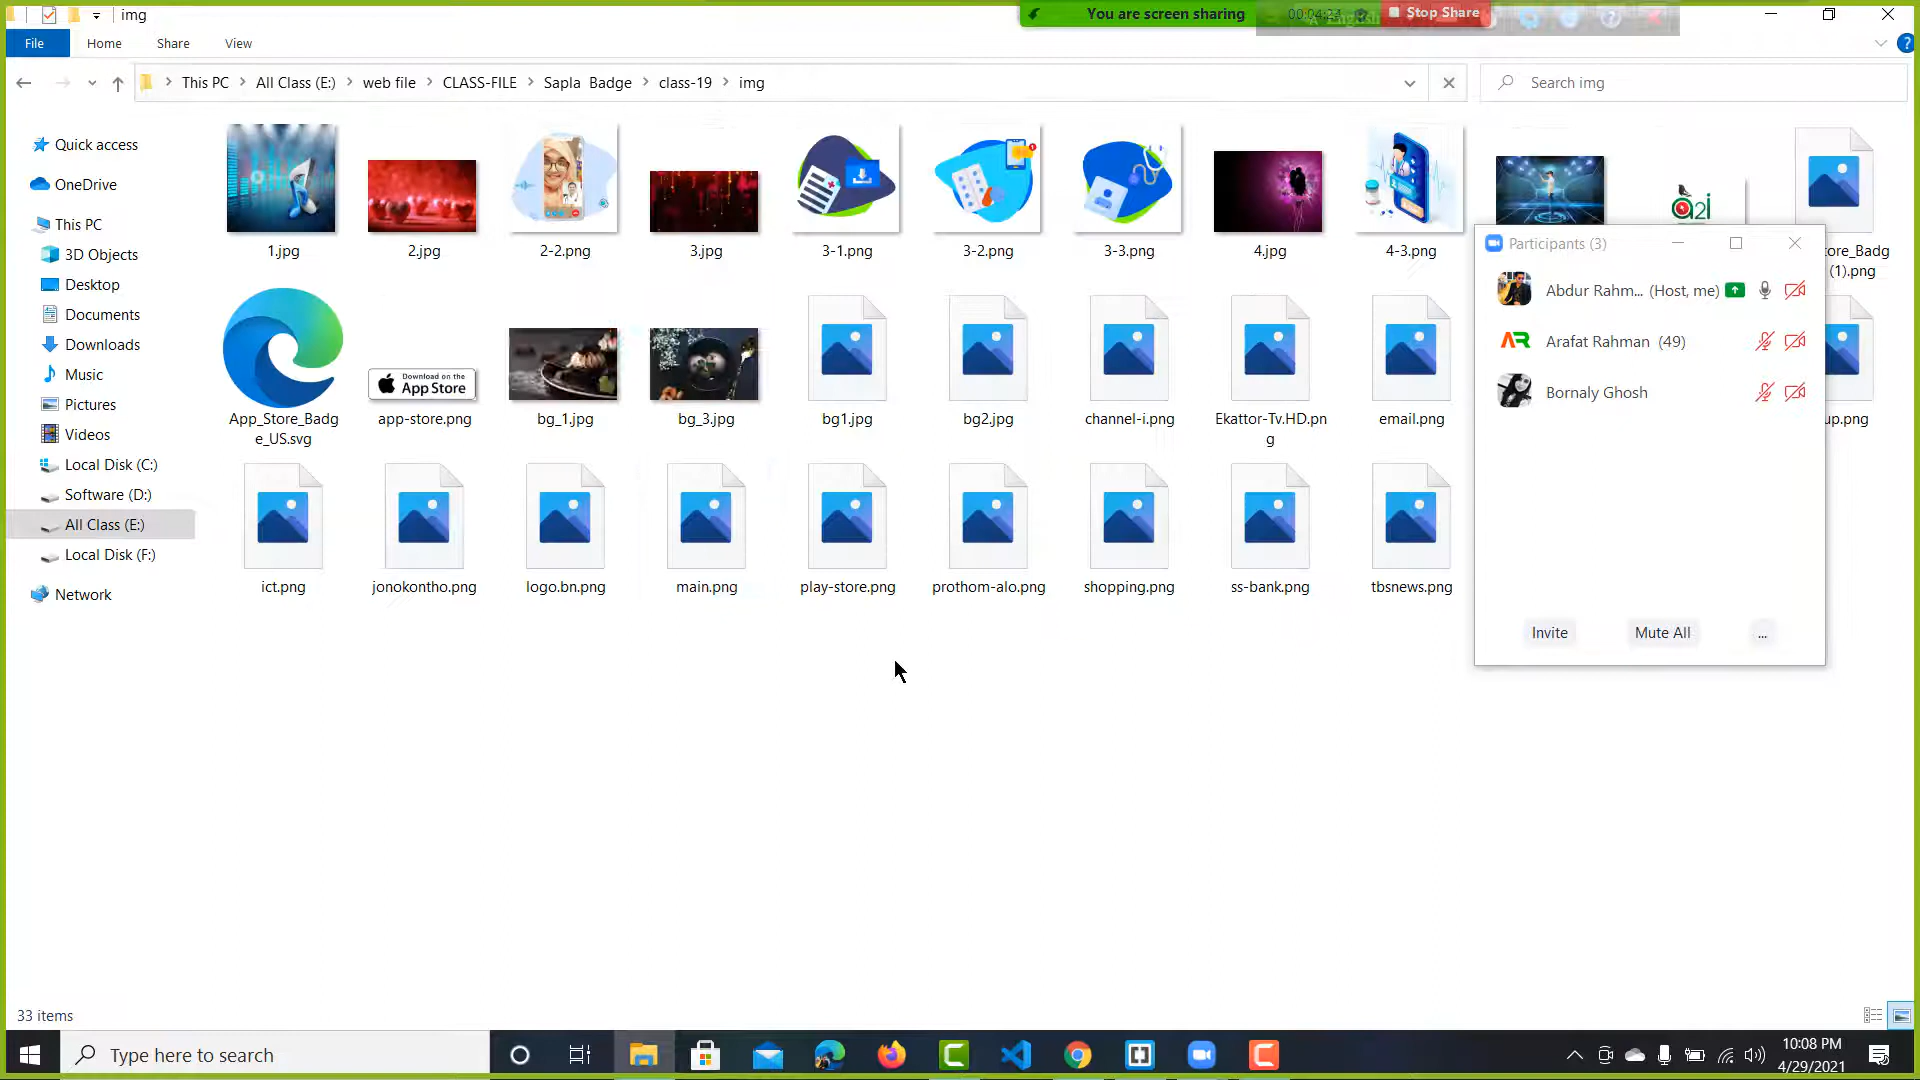 img
You are screen sharing
Stop Share
File
Home
Share
View
This PC
All Class (E:)
web file
CLASS-FILE
Sapla Badge
class-19
img
Search img
Quick access
OneDrive
This PC
3D Objects
Desktop
Documents
Downloads
Music
Pictures
Videos
Local Disk (C:)
Software (D:)
All Class (E:)
Local Disk (F:)
Network
1.jpg
2.jpg
2-2.png
3.jpg
3-1.png
3-2.png
3-3.png
4.jpg
4-3.png
a2i
ore_Badg
(1).png
Download on the
App Store
App_Store_Badg
e_US.svg
app-store.png
bg_1.jpg
bg_3.jpg
bg1.jpg
bg2.jpg
channel-i.png
Ekattor-Tv.HD.pn
g
email.png
up.png
ict.png
jonokontho.png
logo.bn.png
main.png
play-store.png
prothom-alo.png
shopping.png
ss-bank.png
tbsnews.png
Participants (3)
Abdur Rahm... (Host, me)
AR
Arafat Rahman (49)
Bornaly Ghosh
Invite
Mute All
...
33 items
Type here to search
10:08 PM
4/29/2021